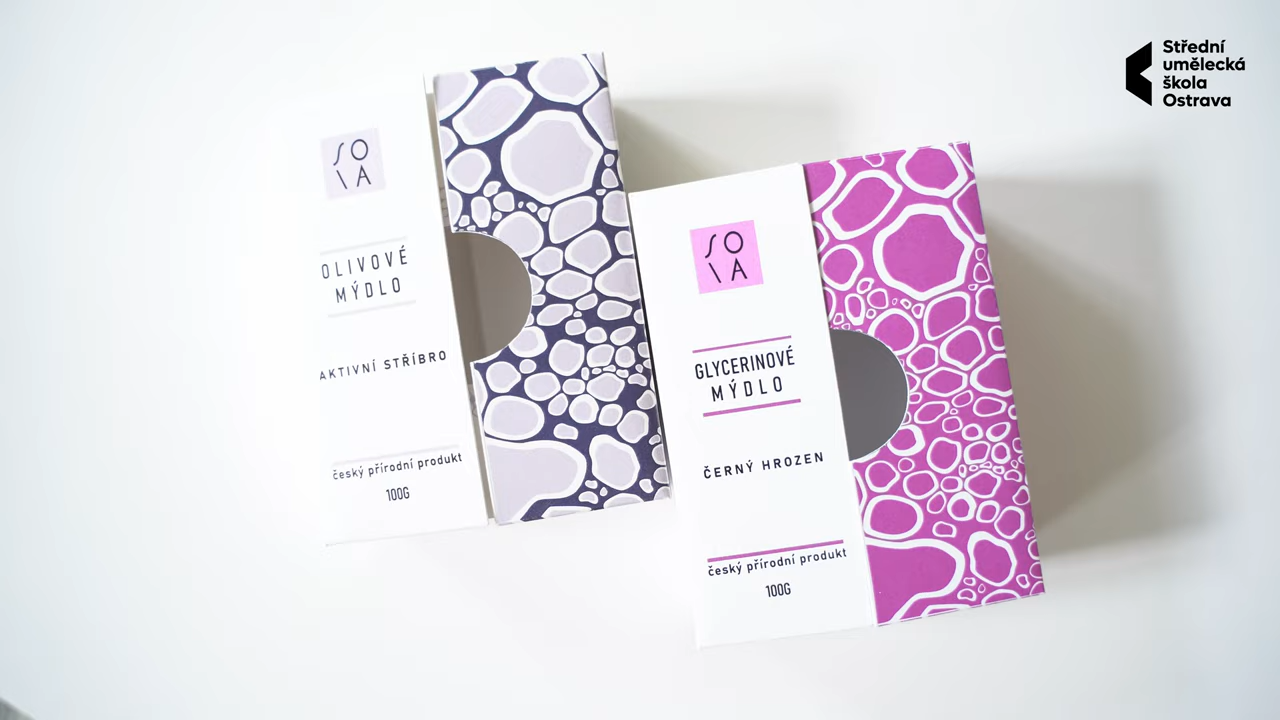 SO
IA
OLIVOVÉ
MÝDLO
AKTIVNÍ STŘÍBRO
český přírodní produkt
100G
SO
IA
GLYCERINOVÉ
MÝDLO
ČERNÝ HROZEN
český přírodní produkt
100G
Střední
umělecká
škola
Ostrava